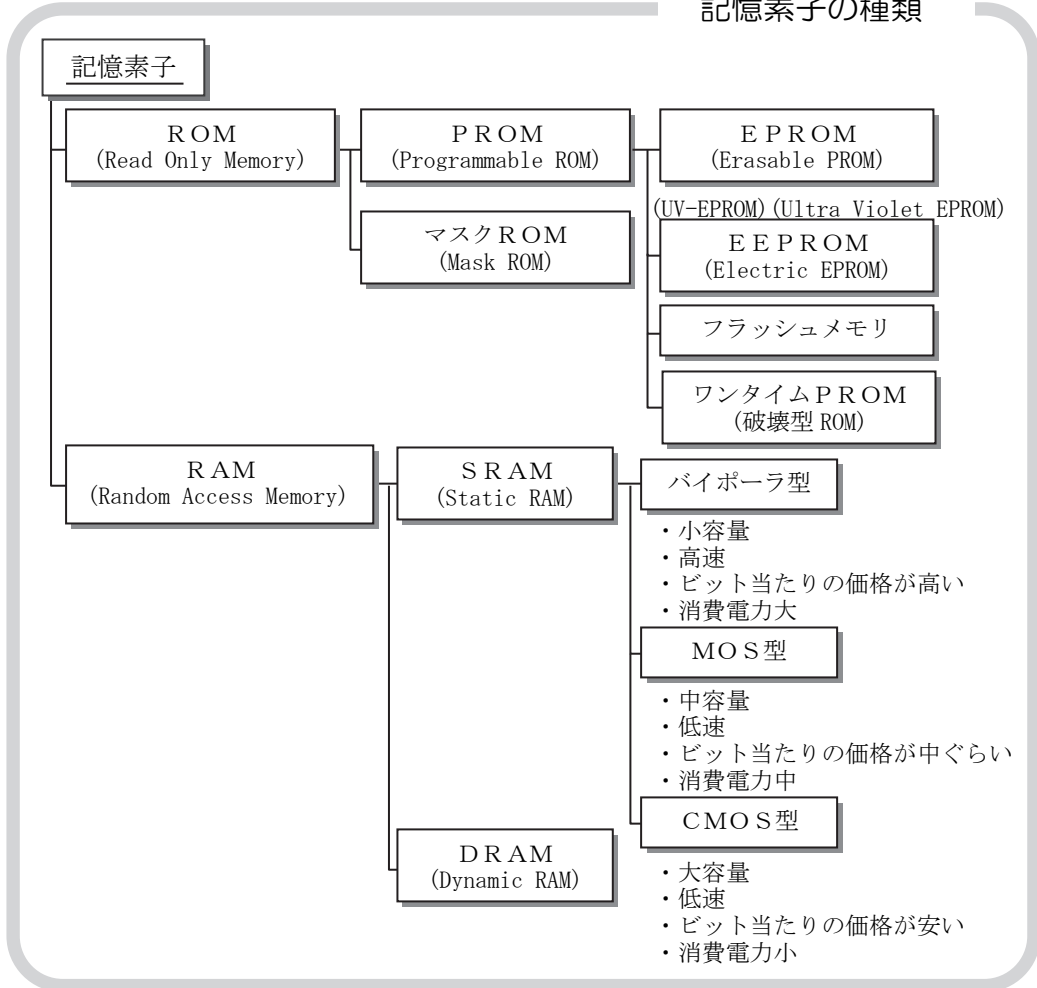 記憶素子の種類
記憶素子
ＲＯＭ
(Read Only Memory)
ＰＲＯＭ
(Programmable ROM)
ＥＰＲＯＭ
(Erasable PROM)
(UV-EPROM)(Ultra Violet EPROM)
マスクＲＯＭ
(Mask ROM)
ＥＥＰＲＯＭ
(Electric EPROM)
フラッシュメモリ
ワンタイムＰＲＯＭ
(破壊型 ROM)
ＲＡＭ
(Random Access Memory)
ＳＲＡＭ
(Static RAM)
バイポーラ型
・小容量
・高速
・ビット当たりの価格が高い
・消費電力大
ＭＯＳ型
・中容量
・低速
・ビット当たりの価格が中ぐらい
・消費電力中
ＣＭＯＳ型
・大容量
・低速
・ビット当たりの価格が安い
・消費電力小
ＤＲＡＭ
(Dynamic RAM)